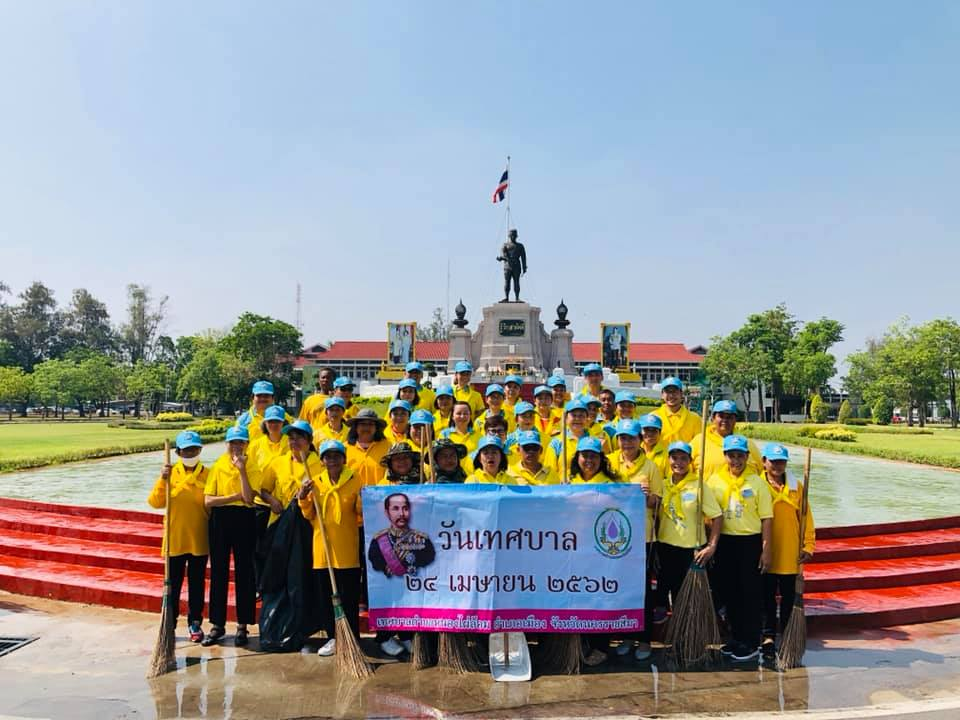 วันเทศบาล
๒๔ เมษายน ๒๕๖๒
เทศบาลตำบลหนองไผ่ล้อม อำเภอเมือง จังหวัดนครราชสีมา